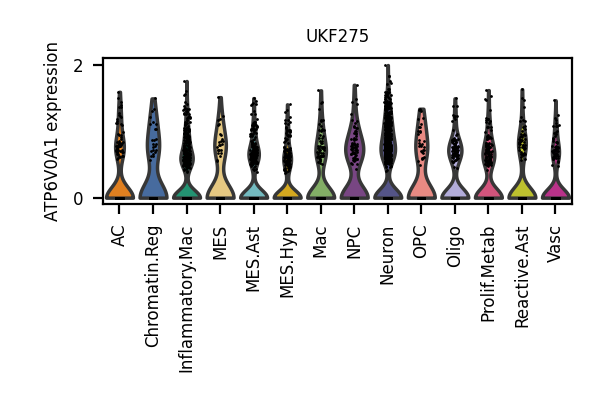 UKF275
ATP6V0A1 expression
2
0
AC
Chromatin.Reg
Inflammatory.Mac
MES
MES.Ast
MES.Hyp
Mac
NPC
Neuron
OPC
Oligo
Prolif.Metab
Reactive.Ast
Vasc